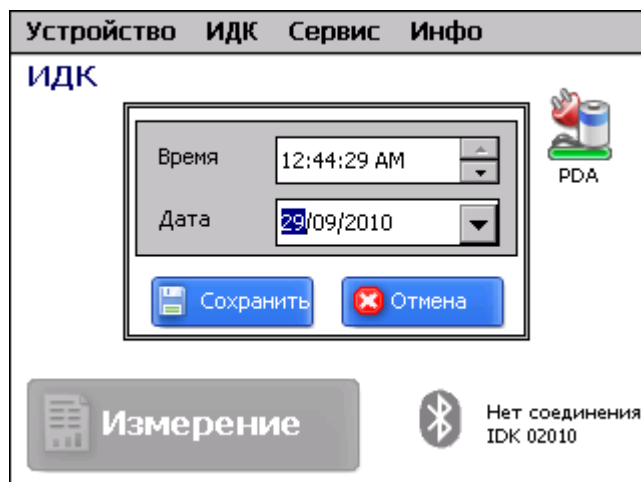 Устройство ИДК Сервис Инфо
ИДК
Время 12:44:29 AM
PDA
Дата 29/09/2010
Сохранить Отмена
Измерение
Нет соединения
IDK 02010